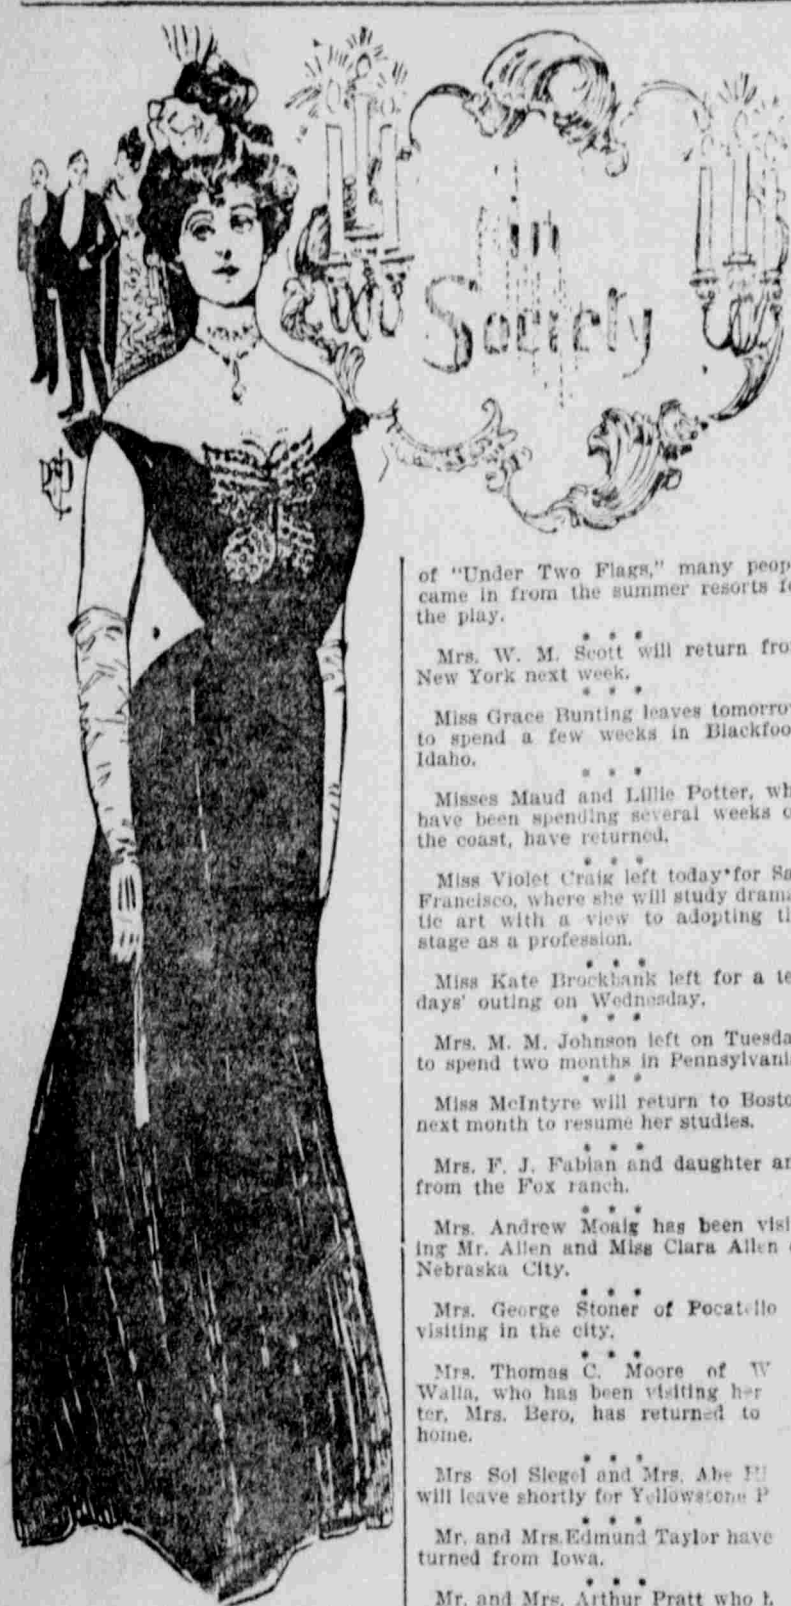 In
Society
of "Under Two Flags," many peop
came in from the summer resorts fo
the play.
* * *
Mrs. W. M. Scott will return fro
New York next week.
* * *
Miss Grace Bunting leaves tomorro
to spend a few weeks in Blackfoo
Idaho.
* * *
Misses Maud and Lillie Potter, wh
have been spending several weeks o
the coast, have returned.
* * *
Miss Violet Craig left today for Sa
Francisco, where she will study drama
tic art with a view to adopting th
stage as a profession.
* * *
Miss Kate Brockbank left for a te
days' outing on Wednesday.
* * *
Mrs. M. M. Johnson left on Tuesda
to spend two months in Pennsylvani
* * *
Miss McIntyre will return to Bosto
next month to resume her studies.
* * *
Mrs. F. J. Fabian and daughter ar
from the Fox ranch.
* * *
Mrs. Andrew Moaig has been visi
ing Mr. Allen and Miss Clara Allen
Nebraska City.
* * *
Mrs. George Stoner of Pocatello
visiting in the city.
* * *
Mrs. Thomas C. Moore of W
Walla, who has been visiting her
ter, Mrs. Bero, has returned to
home.
* * *
Mrs Sol Siegel and Mrs. Abe
will leave shortly for Yellowstone P
* * *
Mr. and Mrs.Edmund Taylor have
turned from Iowa.
* * *
Mr. and Mrs. Arthur Pratt who h